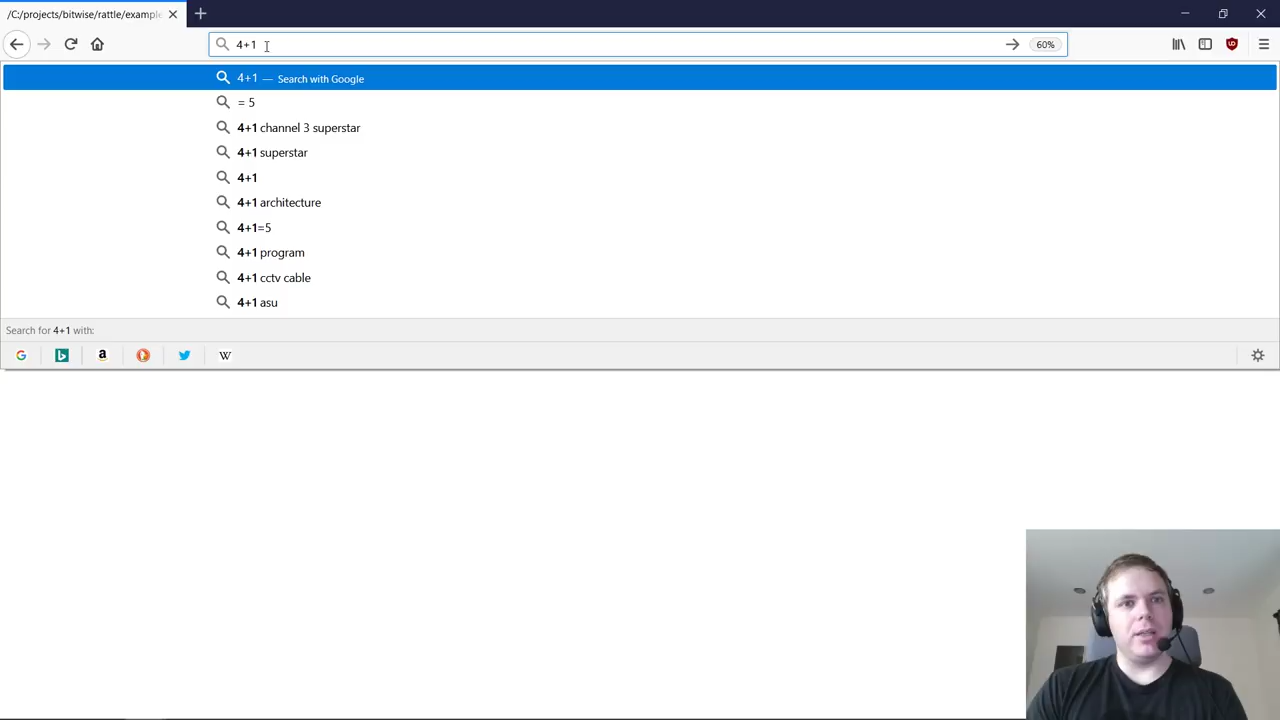 /C:/projects/bitwise/rattle/example
4+1
60%
4+1 — Search with Google
= 5
4+1 channel 3 superstar
4+1 superstar
4+1
4+1 architecture
4+1=5
4+1 program
4+1 cctv cable
4+1 asu
Search for 4+1 with: